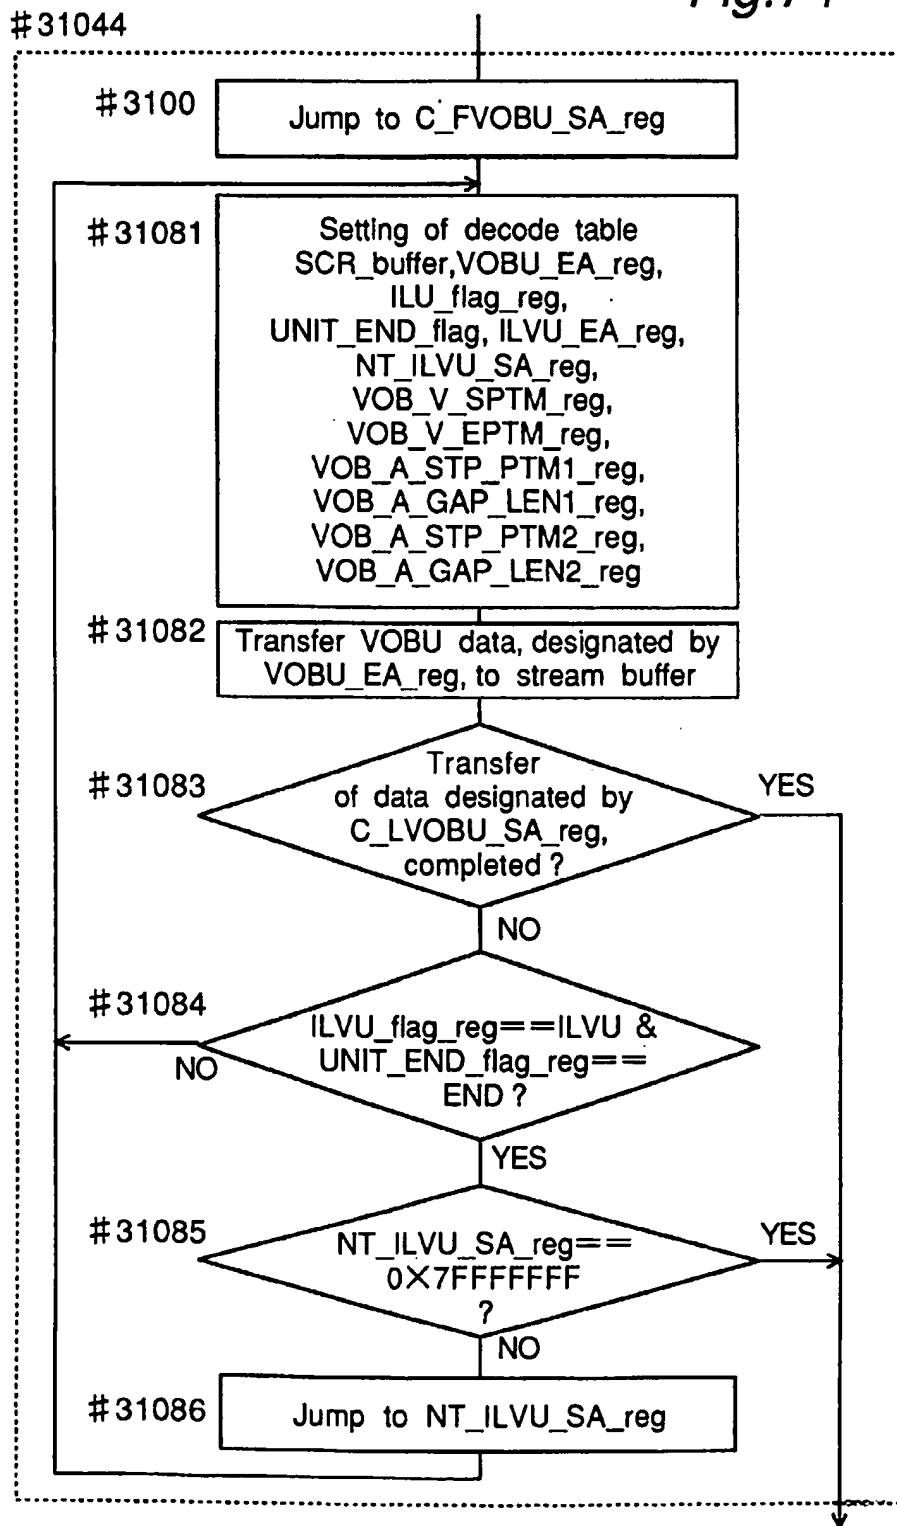 #31044
#3100
Jump to C_FVOBU_SA_reg
#31081
Setting of decode table
SCR_buffer,VOBU_EA_reg,
ILU_flag_reg,
UNIT_END_flag, ILVU_EA_reg,
NT_ILVU_SA_reg,
VOB_V_SPTM_reg,
VOB_V_EPTM_reg,
VOB_A_STP_PTM1_reg,
VOB_A_GAP_LEN1_reg,
VOB_A_STP_PTM2_reg,
VOB_A_GAP_LEN2_reg
#31082
Transfer VOBU data, designated by
VOBU_EA_reg, to stream buffer
#31083
Transfer
of data designated by
C_LVOBU_SA_reg,
completed ?
YES
NO
#31084
ILVU_flag_reg==ILVU &
UNIT_END_flag_reg==
END ?
NO
YES
#31085
NT_ILVU_SA_reg==
0X7FFFFFFF
?
YES
NO
#31086
Jump to NT_ILVU_SA_reg